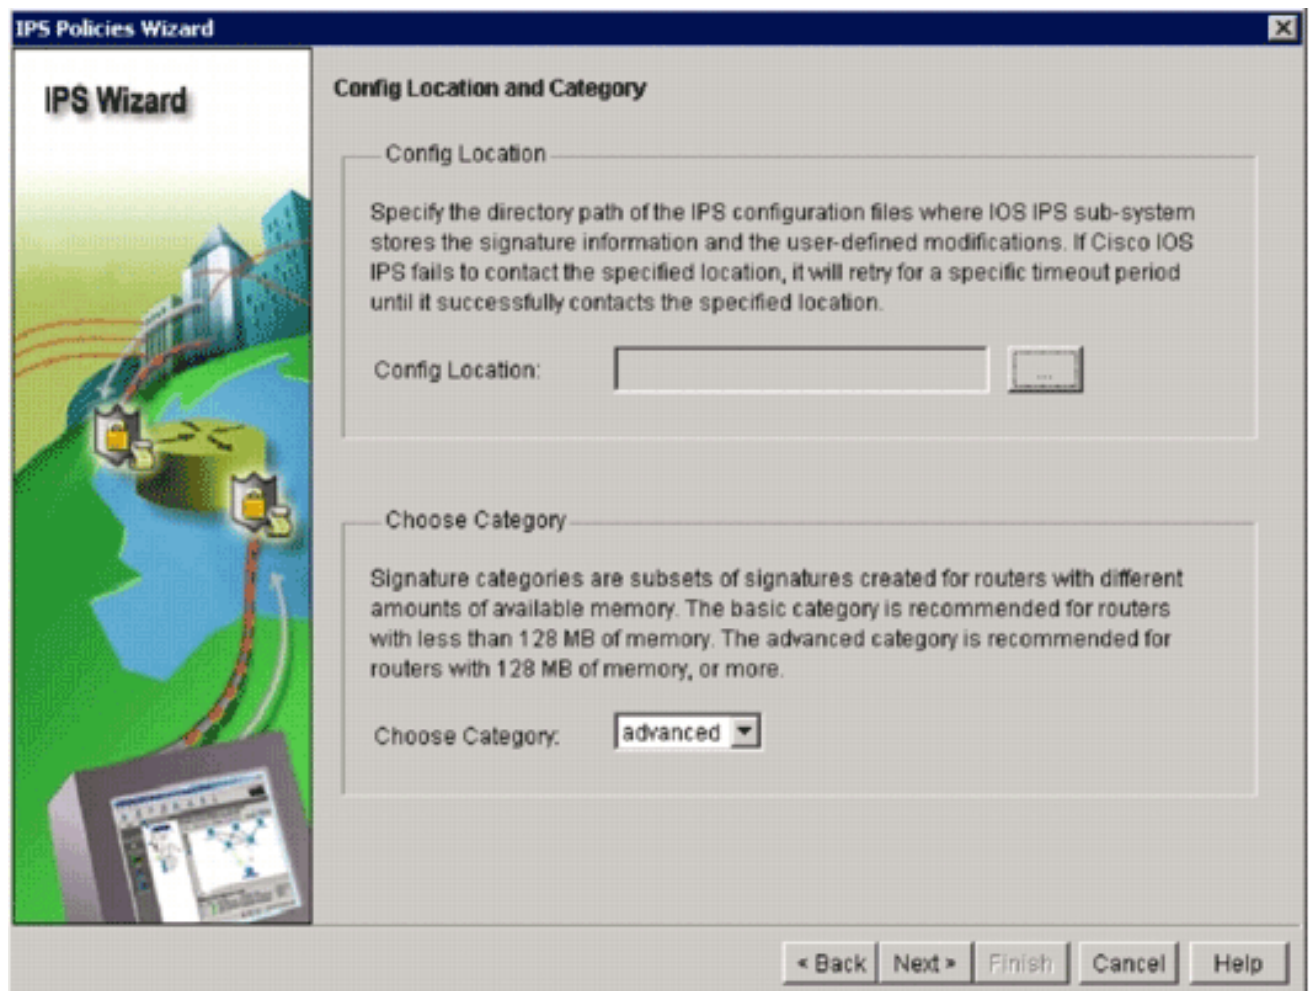 IPS Policies Wizard
IPS Wizard
Config Location and Category
Config Location
Specify the directory path of the IPS configuration files where IOS IPS sub-system
stores the signature information and the user-defined modifications. If Cisco IOS
IPS fails to contact the specified location, it will retry for a specific timeout period
until it successfully contacts the specified location.
Config Location:
...
Choose Category
Signature categories are subsets of signatures created for routers with different
amounts of available memory. The basic category is recommended for routers
with less than 128 MB of memory. The advanced category is recommended for
routers with 128 MB of memory, or more.
Choose Category:
advanced
< Back
Next >
Finish
Cancel
Help